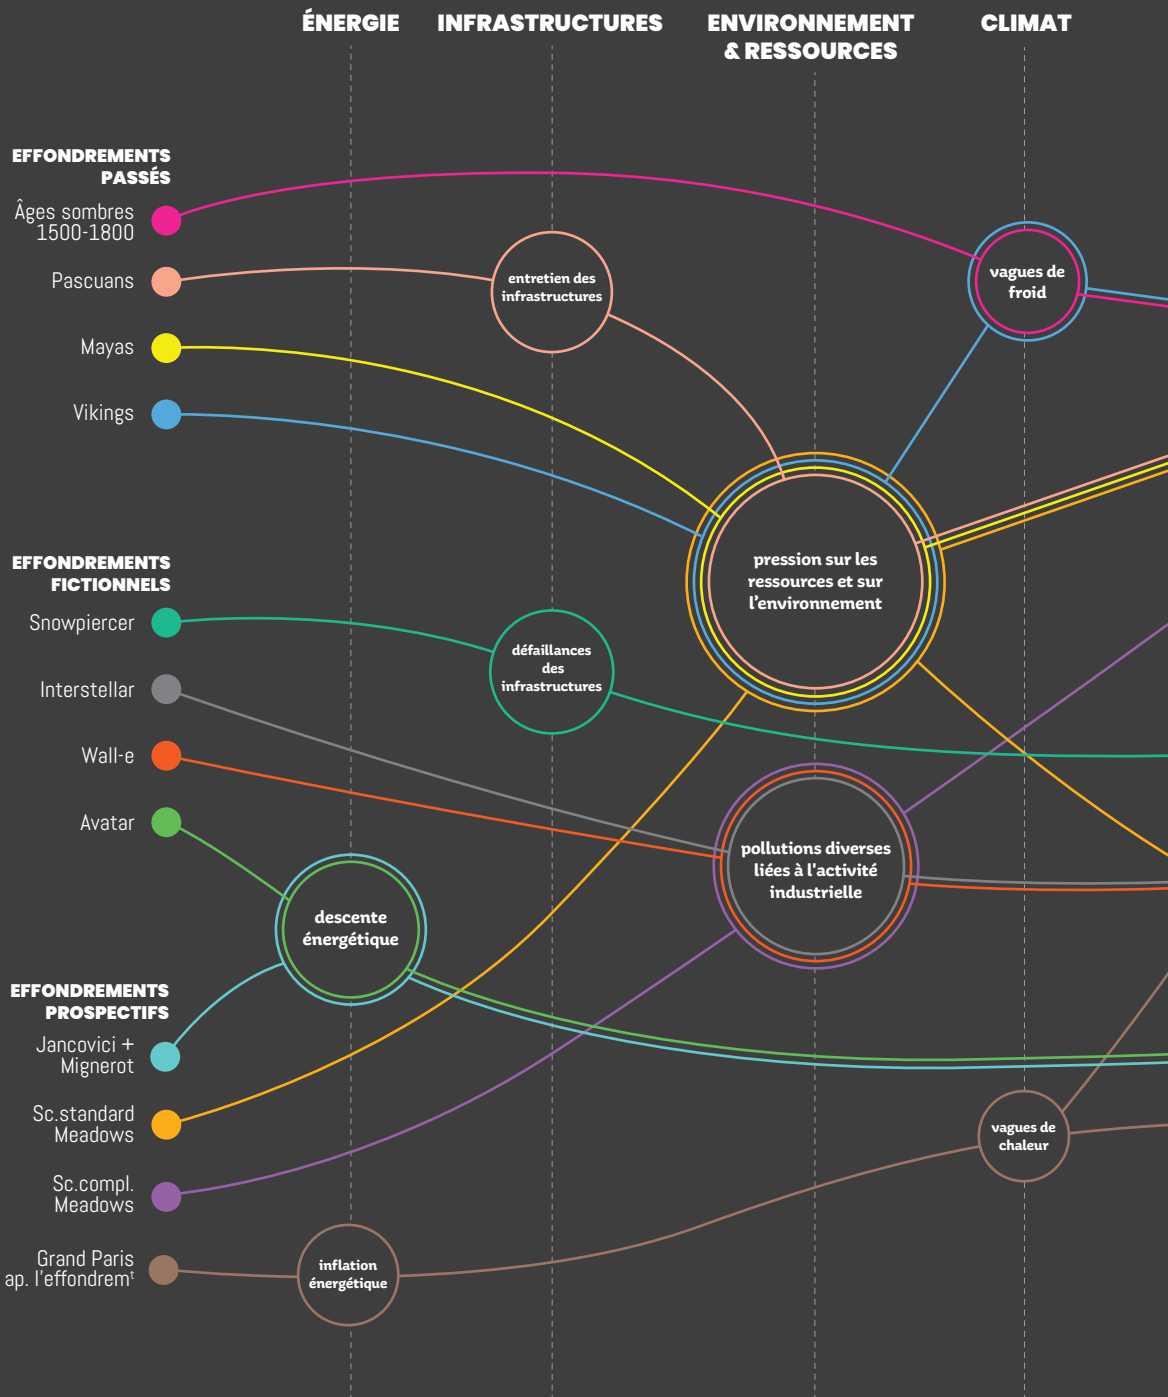 ÉNERGIE
INFRASTRUCTURES
ENVIRONNEMENT
& RESSOURCES
CLIMAT
EFFONDREMENTS
PASSÉS
Âges sombres
1500-1800
Pascuans
Mayas
Vikings
entretien des
infrastructures
vagues de
froid
pression sur les
ressources et sur
l'environnement
EFFONDREMENTS
FICTIONNELS
Snowpiercer
Interstellar
Wall-e
Avatar
défaillances
des
infrastructures
pollutions diverses
liées à l'activité
industrielle
descente
énergétique
EFFONDREMENTS
PROSPECTIFS
Jancovici +
Mignerot
Sc.standard
Meadows
Sc.compl.
Meadows
Grand Paris
ap. l'effondremᵗ
inflation
énergétique
vagues de
chaleur